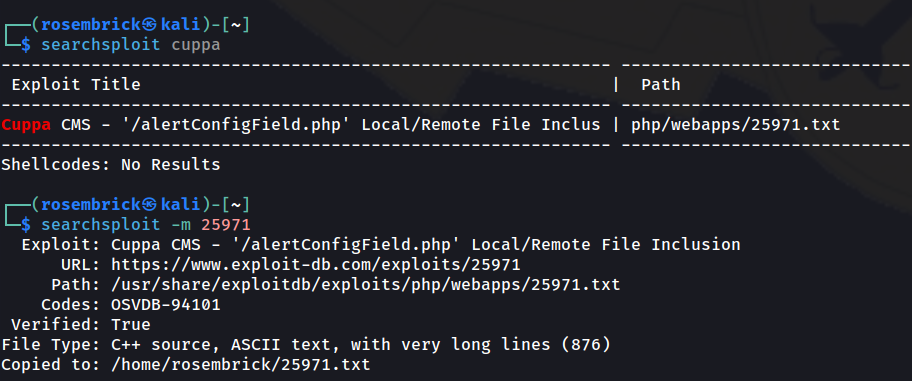 ┌──(rosembrick㉿kali)-[~]
└─$ searchsploit cuppa
------------------------------------------------------------- -----------------------------
 Exploit Title                                               |  Path
------------------------------------------------------------- -----------------------------
Cuppa CMS - '/alertConfigField.php' Local/Remote File Inclus | php/webapps/25971.txt
------------------------------------------------------------- -----------------------------
Shellcodes: No Results
┌──(rosembrick㉿kali)-[~]
└─$ searchsploit -m 25971
  Exploit: Cuppa CMS - '/alertConfigField.php' Local/Remote File Inclusion
      URL: https://www.exploit-db.com/exploits/25971
     Path: /usr/share/exploitdb/exploits/php/webapps/25971.txt
    Codes: OSVDB-94101
 Verified: True
File Type: C++ source, ASCII text, with very long lines (876)
Copied to: /home/rosembrick/25971.txt